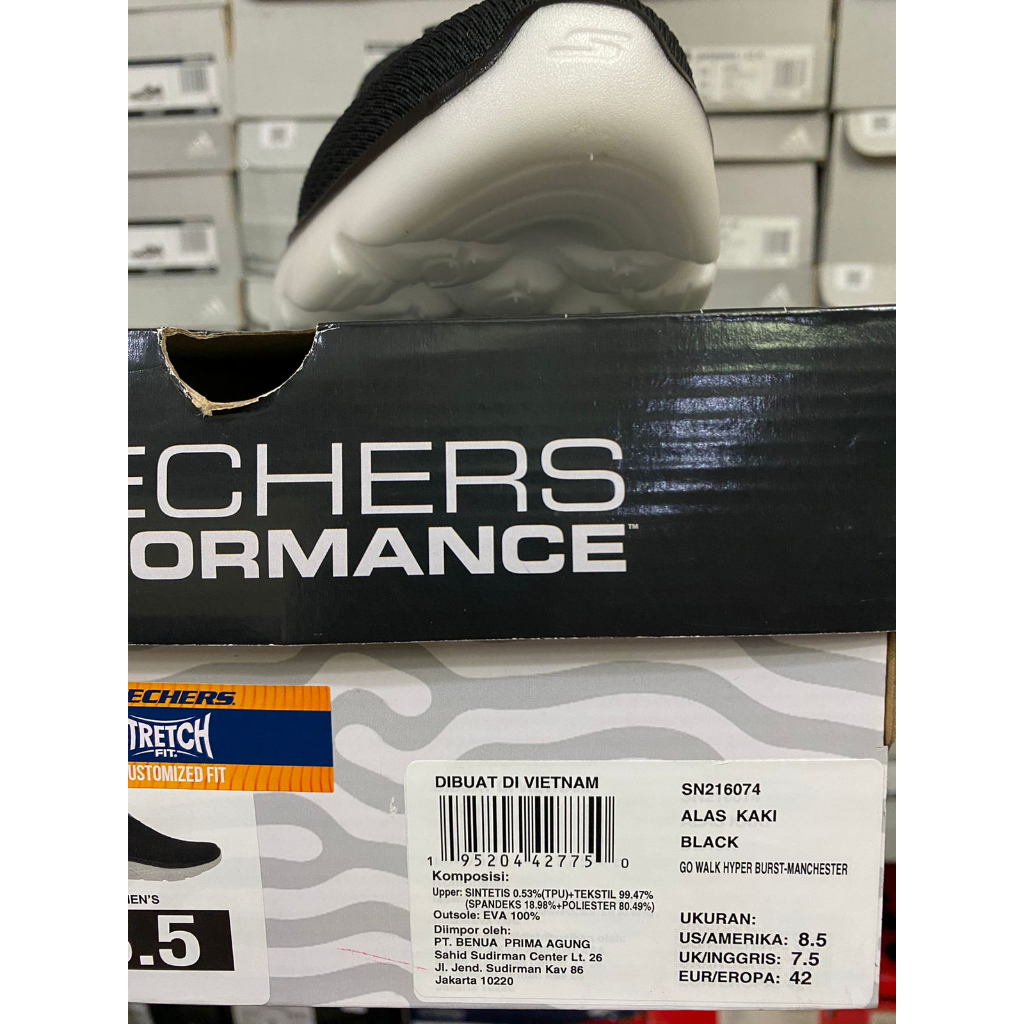 ECHERS
ORMANCE™
ECHERS
TRETCH
FIT.
USTOMIZED FIT
EN'S
.5
DIBUAT DI VIETNAM
1 95204 42775 0
Komposisi:
Upper: SINTETIS 0.53%(TPU)+TEKSTIL 99.47%
(SPANDEKS 18.98%+POLIESTER 80.49%)
Outsole: EVA 100%
Diimpor oleh:
PT. BENUA PRIMA AGUNG
Sahid Sudirman Center Lt. 26
Jl. Jend. Sudirman Kav 86
Jakarta 10220
SN216074
ALAS KAKI
BLACK
GO WALK HYPER BURST-MANCHESTER
UKURAN:
US/AMERIKA: 8.5
UK/INGGRIS: 7.5
EUR/EROPA: 42